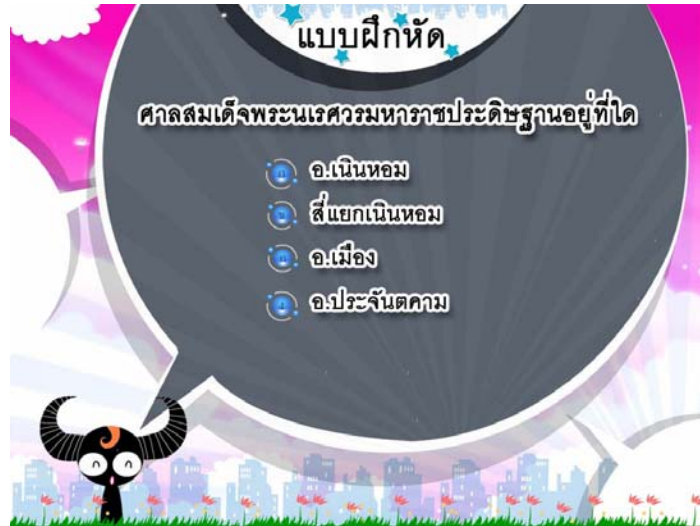 แบบฝึกหัด
ศาลสมเด็จพระนเรศวรมหาราชประดิษฐานอยู่ที่ใด
อ.เนินหอม
สี่แยกเนินหอม
อ.เมือง
อ.ประจันตคาม